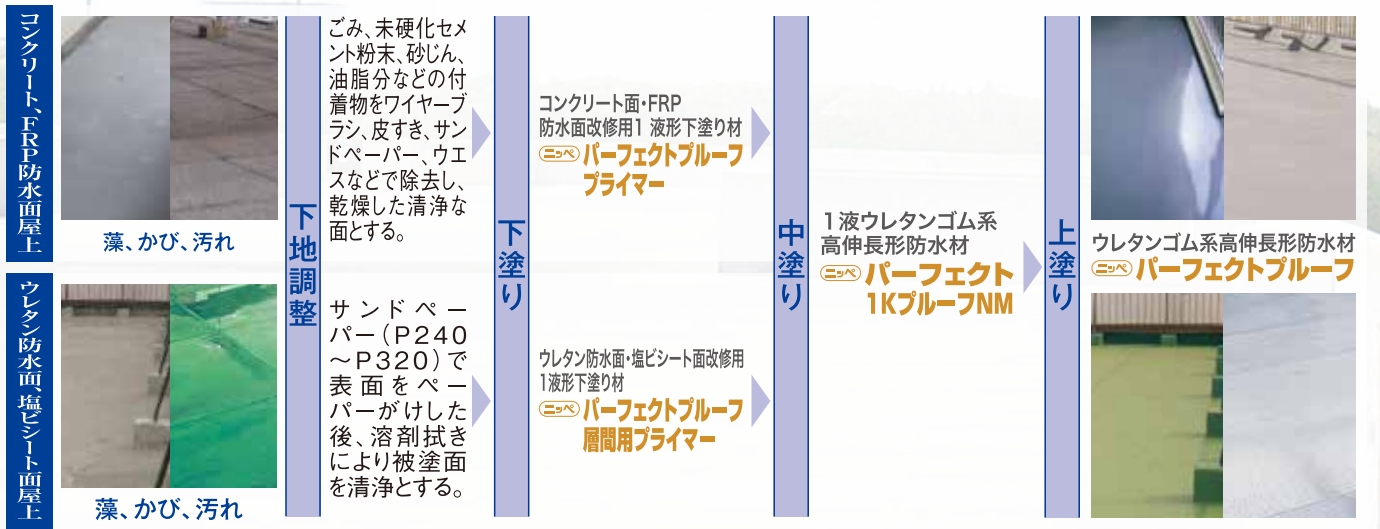 コンクリート、FRP防水面屋上
藻、かび、汚れ
ウレタン防水面、塩ビシート面屋上
藻、かび、汚れ
下地調整
ごみ、未硬化セメ
ント粉末、砂じん、
油脂分などの付
着物をワイヤーブ
ラシ、皮すき、サン
ドペーパー、ウエ
スなどで除去し、
乾燥した清浄な
面とする。
サンドペー
パー(P240
～P320)で
表面をペー
パーがけした
後、溶剤拭き
により被塗面
を清浄とする。
下塗り
コンクリート面・FRP
防水面改修用1 液形下塗り材
ニッペ パーフェクトプルーフ
プライマー
ウレタン防水面・塩ビシート面改修用
1液形下塗り材
ニッペ パーフェクトプルーフ
層間用プライマー
中塗り
1液ウレタンゴム系
高伸長形防水材
ニッペ パーフェクト
1KプルーフNM
上塗り
ウレタンゴム系高伸長形防水材
ニッペ パーフェクトプルーフ